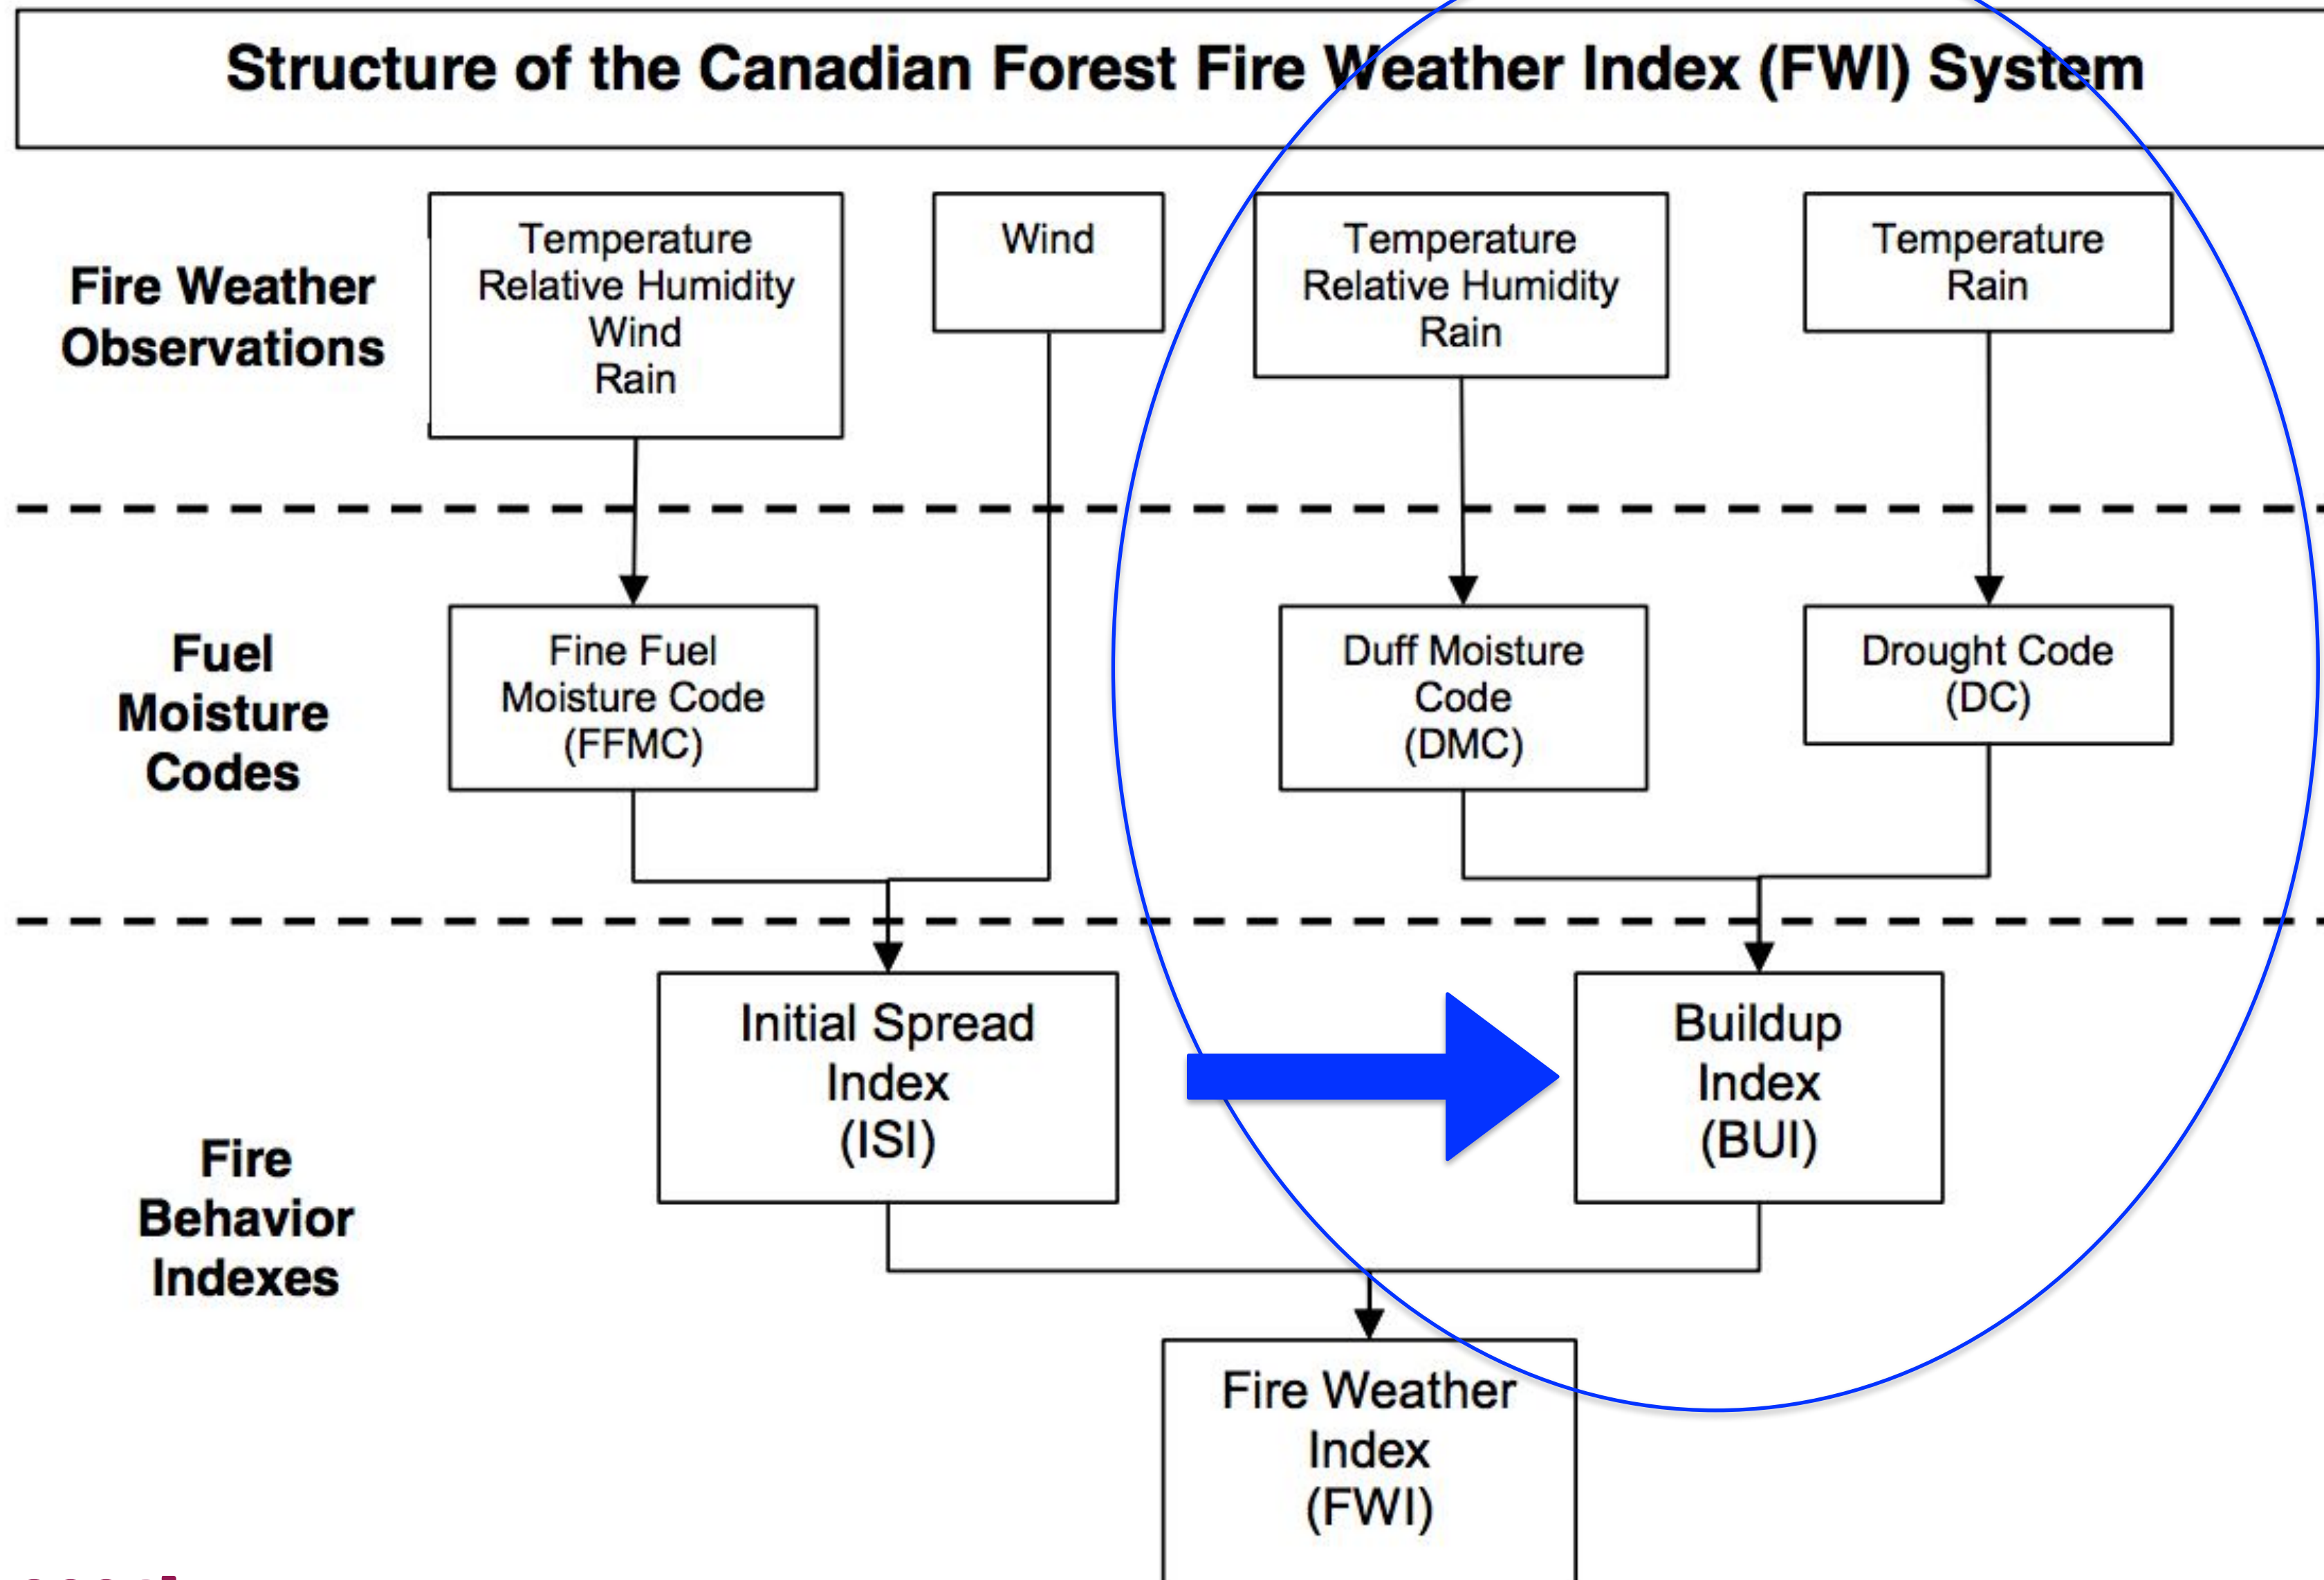 Structure of the Canadian Forest Fire Weather Index (FWI) System
Fire Weather
Observations
Temperature
Relative Humidity
Wind
Rain
Wind
Temperature
Relative Humidity
Rain
Temperature
Rain
Fuel
Moisture
Codes
Fine Fuel
Moisture Code
(FFMC)
Duff Moisture
Code
(DMC)
Drought Code
(DC)
Fire
Behavior
Indexes
Initial Spread
Index
(ISI)
Buildup
Index
(BUI)
Fire Weather
Index
(FWI)